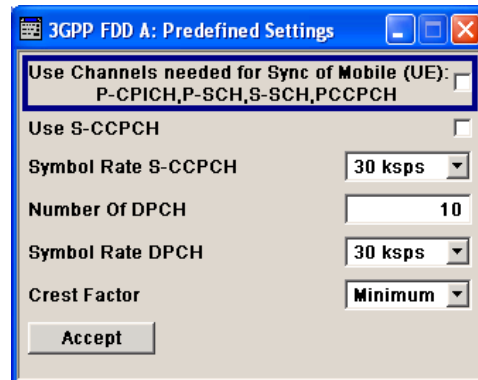 3GPP FDD A: Predefined Settings
Use Channels needed for Sync of Mobile (UE):
P-CPICH,P-SCH,S-SCH,PCCPCH
Use S-CCPCH
Symbol Rate S-CCPCH 30 ksps
Number Of DPCH 10
Symbol Rate DPCH 30 ksps
Crest Factor Minimum
Accept